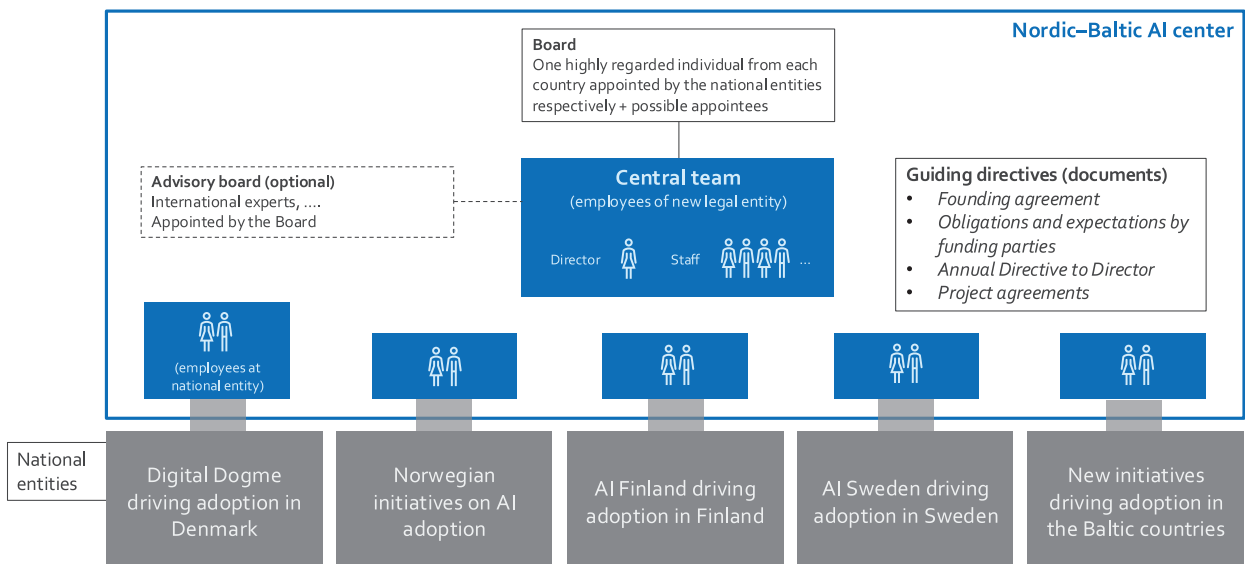 Nordic–Baltic AI center
Board
One highly regarded individual from each
country appointed by the national entities
respectively + possible appointees
Advisory board (optional)
International experts, ….
Appointed by the Board
Central team
(employees of new legal entity)
Director
Staff
...
Guiding directives (documents)
• Founding agreement
• Obligations and expectations by
funding parties
• Annual Directive to Director
• Project agreements
(employees at
national entity)
National
entities
Digital Dogme
driving adoption in
Denmark
Norwegian
initiatives on AI
adoption
AI Finland driving
adoption in Finland
AI Sweden driving
adoption in Sweden
New initiatives
driving adoption in
the Baltic countries